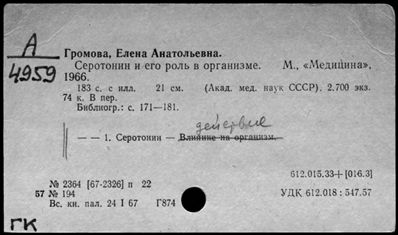 А
4959
Громова, Елена Анатольевна.
Серотонин и его роль в организме. М., «Медицина»,
1966.
183 с. с илл. 21 см. (Акад. мед. наук СССР). 2.700 экз.
74 к. В пер.
Библиогр.: с. 171—181.
действие
— — 1. Серотонин — Влияние на организм.
612.015.33+[016.3]
№ 2364 [67-2326] п 22
57 № 194
УДК 612.018 : 547.57
Вс. кн. пал. 24 I 67 Г874
ГК